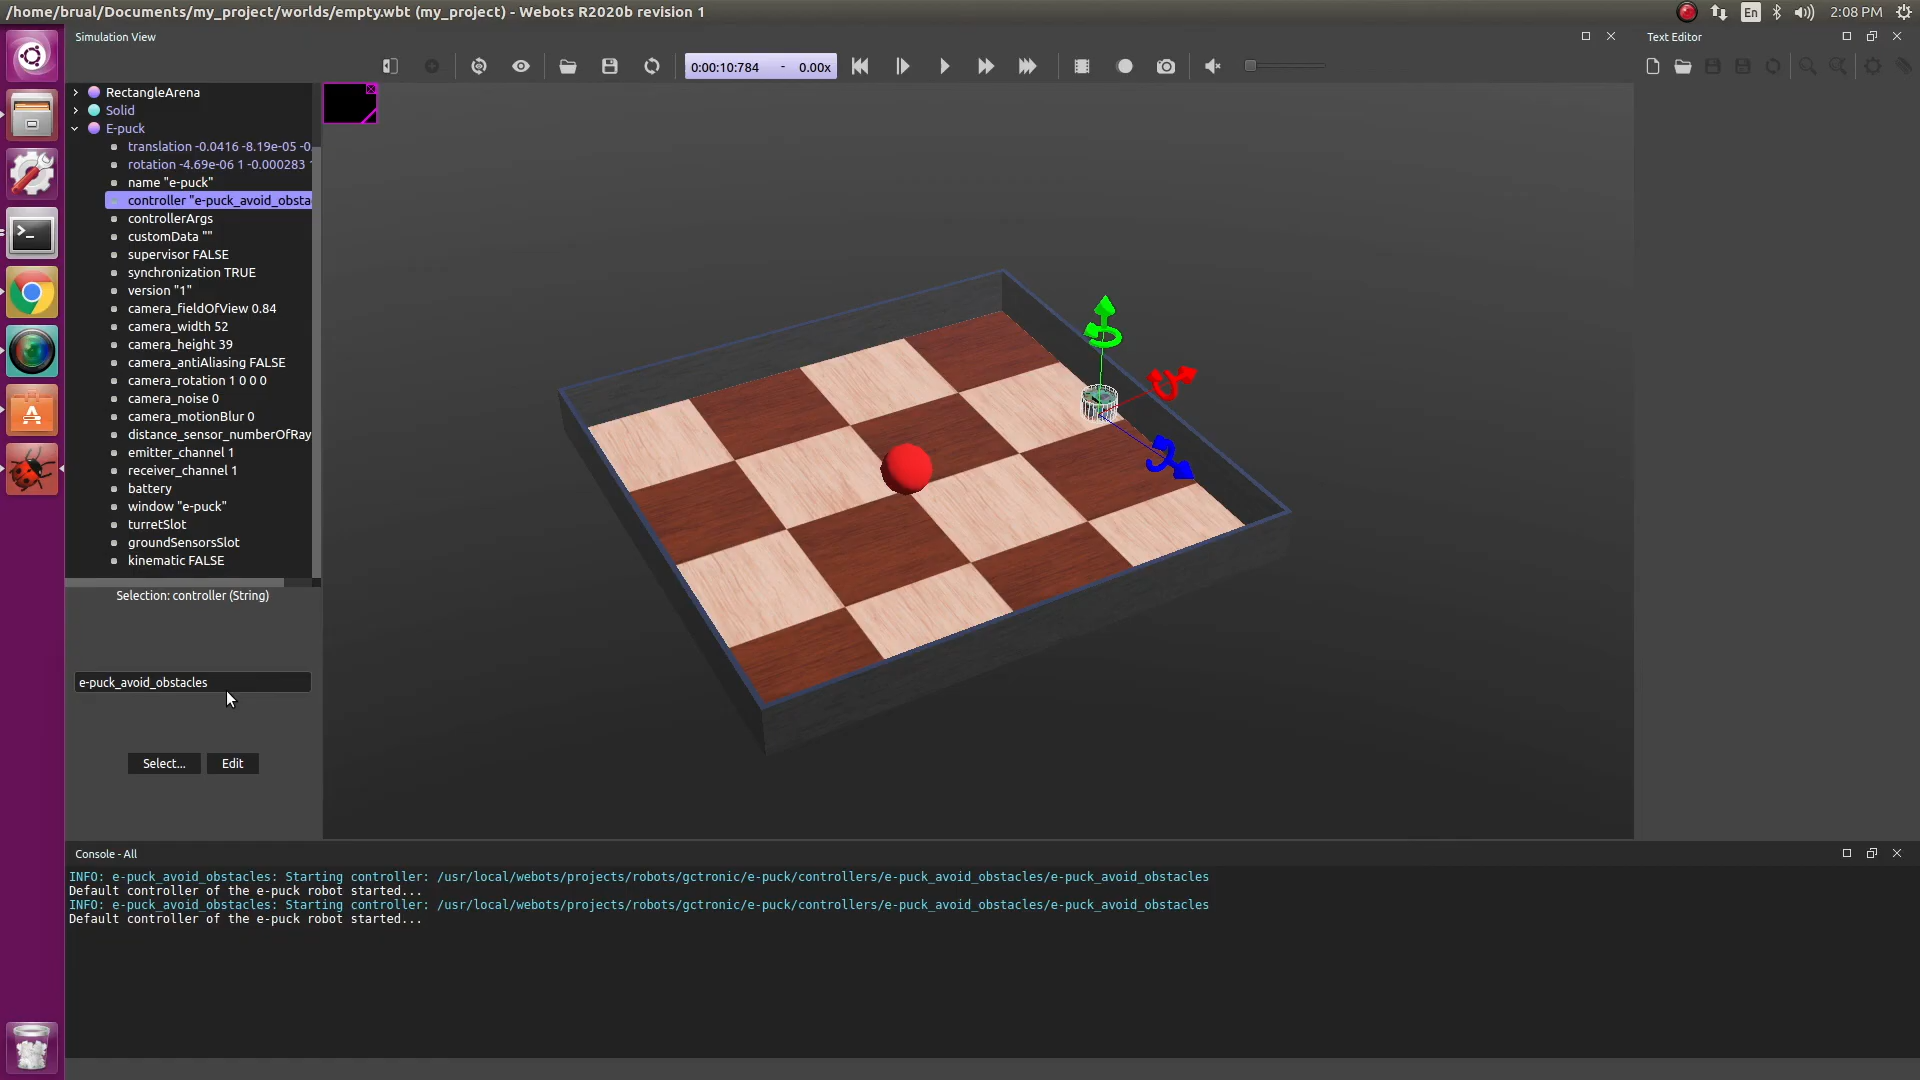 /home/brual/Documents/my_project/worlds/empty.wbt (my_project) - Webots R2020b revision 1
En
2:08 PM
Simulation View
Text Editor
0:00:10:784 - 0.00x
RectangleArena
Solid
E-puck
translation -0.0416 -8.19e-05 -0
rotation -4.69e-06 1 -0.000283
name "e-puck"
controller "e-puck_avoid_obsta
controllerArgs
customData ""
supervisor FALSE
synchronization TRUE
version "1"
camera_fieldOfView 0.84
camera_width 52
camera_height 39
camera_antiAliasing FALSE
camera_rotation 1 0 0 0
camera_noise 0
camera_motionBlur 0
distance_sensor_numberOfRay
emitter_channel 1
receiver_channel 1
battery
window "e-puck"
turretSlot
groundSensorsSlot
kinematic FALSE
Selection: controller (String)
e-puck_avoid_obstacles
Select...
Edit
Console - All
INFO: e-puck_avoid_obstacles: Starting controller: /usr/local/webots/projects/robots/gctronic/e-puck/controllers/e-puck_avoid_obstacles/e-puck_avoid_obstacles
Default controller of the e-puck robot started...
INFO: e-puck_avoid_obstacles: Starting controller: /usr/local/webots/projects/robots/gctronic/e-puck/controllers/e-puck_avoid_obstacles/e-puck_avoid_obstacles
Default controller of the e-puck robot started...